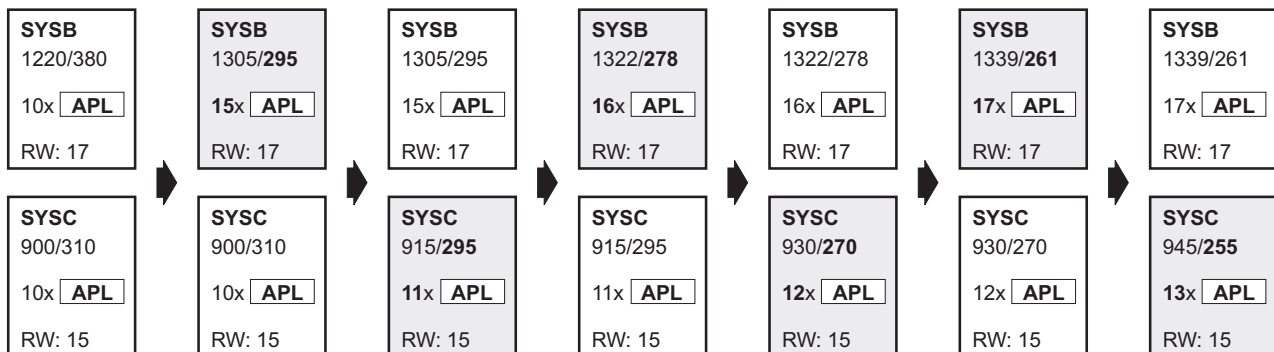 SYSB
1220/380
10x APL
RW: 17
SYSB
1305/295
15x APL
RW: 17
SYSB
1305/295
15x APL
RW: 17
SYSB
1322/278
16x APL
RW: 17
SYSB
1322/278
16x APL
RW: 17
SYSB
1339/261
17x APL
RW: 17
SYSB
1339/261
17x APL
RW: 17
SYSC
900/310
10x APL
RW: 15
SYSC
900/310
10x APL
RW: 15
SYSC
915/295
11x APL
RW: 15
SYSC
915/295
11x APL
RW: 15
SYSC
930/270
12x APL
RW: 15
SYSC
930/270
12x APL
RW: 15
SYSC
945/255
13x APL
RW: 15